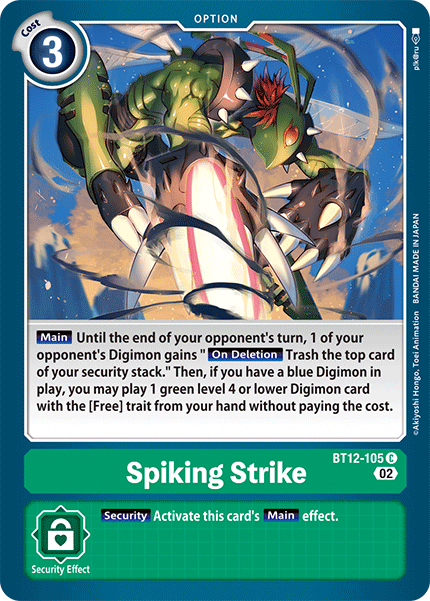 OPTION
Cost
3
plk@ru
©Akiyoshi Hongo, Toei Animation BANDAI MADE IN JAPAN
Main Until the end of your opponent's turn, 1 of your
opponent's Digimon gains " On Deletion Trash the top card
of your security stack." Then, if you have a blue Digimon in
play, you may play 1 green level 4 or lower Digimon card
with the [Free] trait from your hand without paying the cost.
BT12-105 C
Spiking Strike
02
Security Activate this card's Main effect.
Security Effect